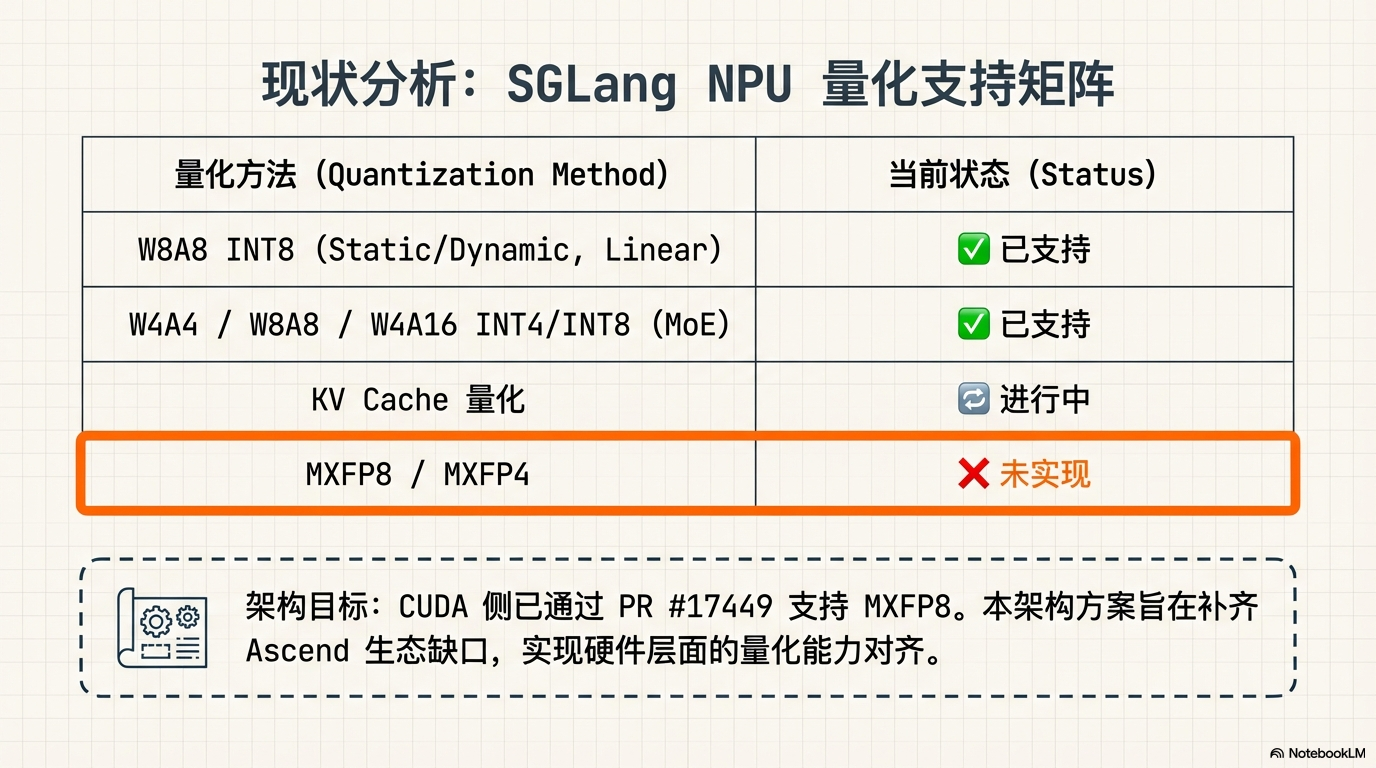 现状分析：SGLang NPU 量化支持矩阵
量化方法（Quantization Method）
当前状态（Status）
W8A8 INT8 (Static/Dynamic, Linear)
✅ 已支持
W4A4 / W8A8 / W4A16 INT4/INT8 (MoE)
✅ 已支持
KV Cache 量化
🔁 进行中
MXFP8 / MXFP4
❌ 未实现
架构目标：CUDA 侧已通过 PR #17449 支持 MXFP8。本架构方案旨在补齐
Ascend 生态缺口，实现硬件层面的量化能力对齐。
NotebookLM